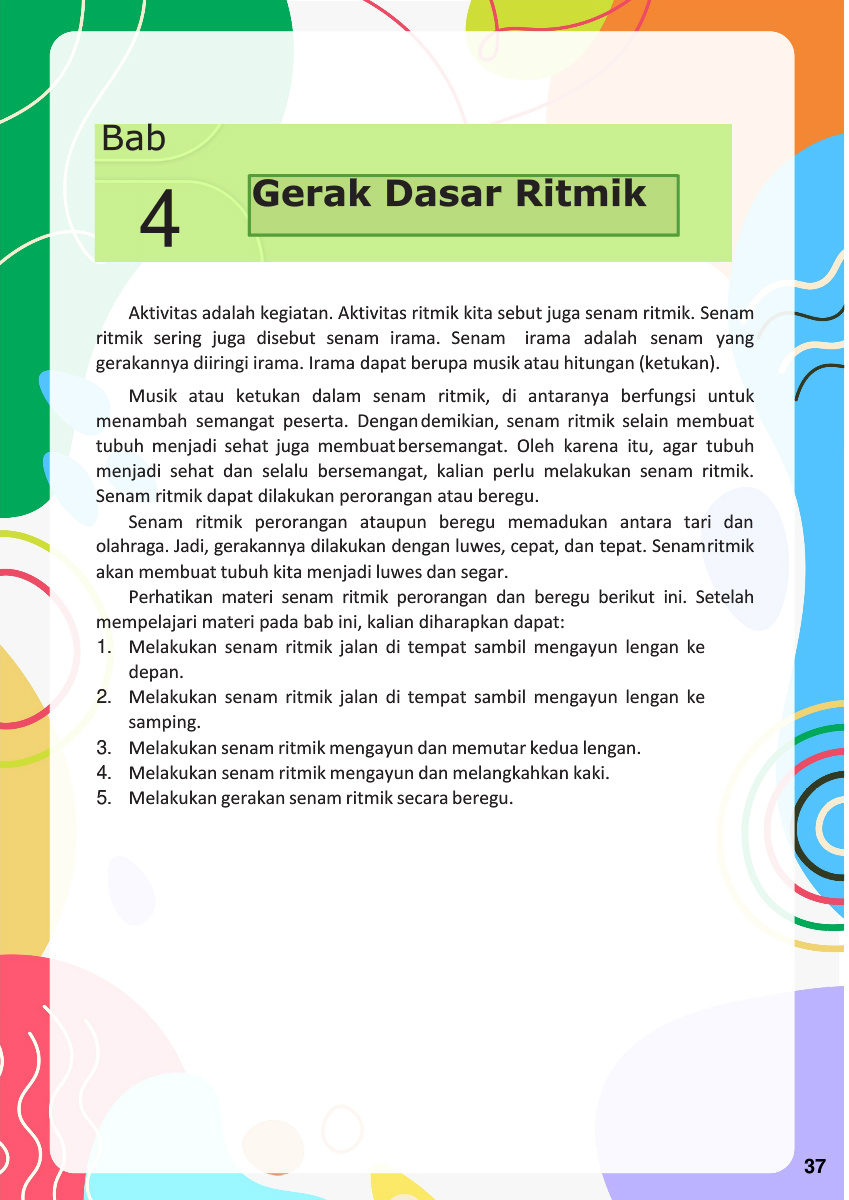 Bab
4
Gerak Dasar Ritmik
Aktivitas adalah kegiatan. Aktivitas ritmik kita sebut juga senam ritmik. Senam
ritmik sering juga disebut senam irama. Senam irama adalah senam yang
gerakannya diiringi irama. Irama dapat berupa musik atau hitungan (ketukan).
Musik atau ketukan dalam senam ritmik, di antaranya berfungsi untuk
menambah semangat peserta. Dengan demikian, senam ritmik selain membuat
tubuh menjadi sehat juga membuat bersemangat. Oleh karena itu, agar tubuh
menjadi sehat dan selalu bersemangat, kalian perlu melakukan senam ritmik.
Senam ritmik dapat dilakukan perorangan atau beregu.
Senam ritmik perorangan ataupun beregu memadukan antara tari dan
olahraga. Jadi, gerakannya dilakukan dengan luwes, cepat, dan tepat. Senam ritmik
akan membuat tubuh kita menjadi luwes dan segar.
Perhatikan materi senam ritmik perorangan dan beregu berikut ini. Setelah
mempelajari materi pada bab ini, kalian diharapkan dapat:
1. Melakukan senam ritmik jalan di tempat sambil mengayun lengan ke
depan.
2. Melakukan senam ritmik jalan di tempat sambil mengayun lengan ke
samping.
3. Melakukan senam ritmik mengayun dan memutar kedua lengan.
4. Melakukan senam ritmik mengayun dan melangkahkan kaki.
5. Melakukan gerakan senam ritmik secara beregu.
37